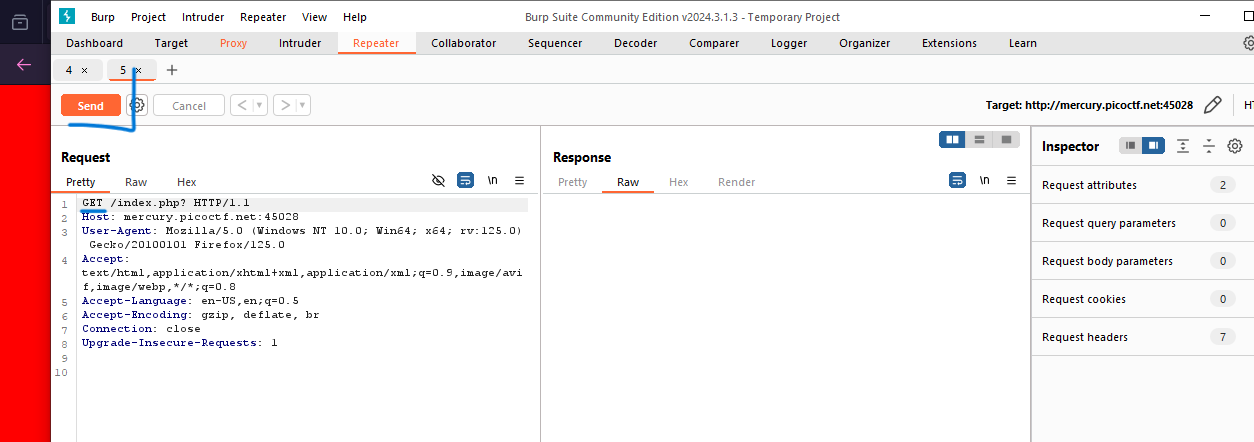 Burp Project Intruder Repeater View Help Burp Suite Community Edition v2024.3.1.3 - Temporary Project
Dashboard Target Proxy Intruder Repeater Collaborator Sequencer Decoder Comparer Logger Organizer Extensions Learn
4 × 5 × +
Send Cancel < > Target: http://mercury.picoctf.net:45028
Request
Pretty Raw Hex \n
1 GET /index.php? HTTP/1.1
2 Host: mercury.picoctf.net:45028
3 User-Agent: Mozilla/5.0 (Windows NT 10.0; Win64; x64; rv:125.0)
Gecko/20100101 Firefox/125.0
4 Accept:
text/html,application/xhtml+xml,application/xml;q=0.9,image/avi
f,image/webp,*/*;q=0.8
5 Accept-Language: en-US,en;q=0.5
6 Accept-Encoding: gzip, deflate, br
7 Connection: close
8 Upgrade-Insecure-Requests: 1
9
10
Response
Pretty Raw Hex Render \n
Inspector
Request attributes 2
Request query parameters 0
Request body parameters 0
Request cookies 0
Request headers 7